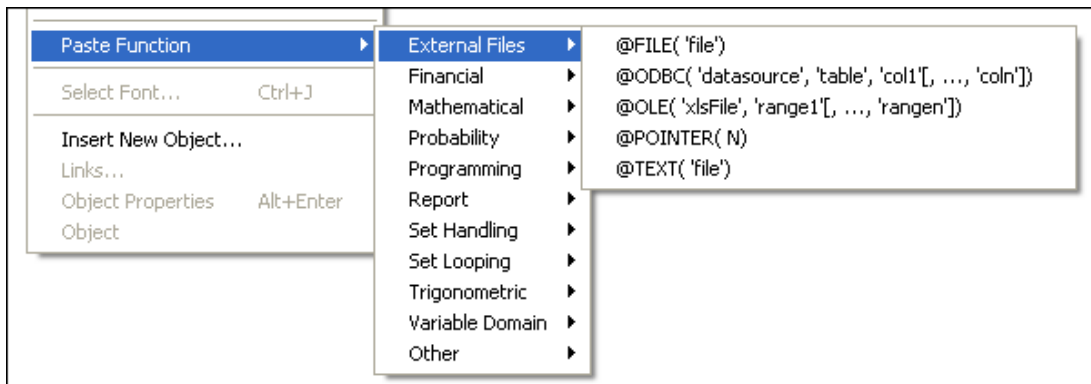 Paste Function
Select Font... Ctrl+J
Insert New Object...
Links...
Object Properties Alt+Enter
Object
External Files
Financial
Mathematical
Probability
Programming
Report
Set Handling
Set Looping
Trigonometric
Variable Domain
Other
@FILE( 'file')
@ODBC( 'datasource', 'table', 'col1'[, ..., 'coln'])
@OLE( 'xlsFile', 'range1'[, ..., 'rangen'])
@POINTER( N)
@TEXT( 'file')